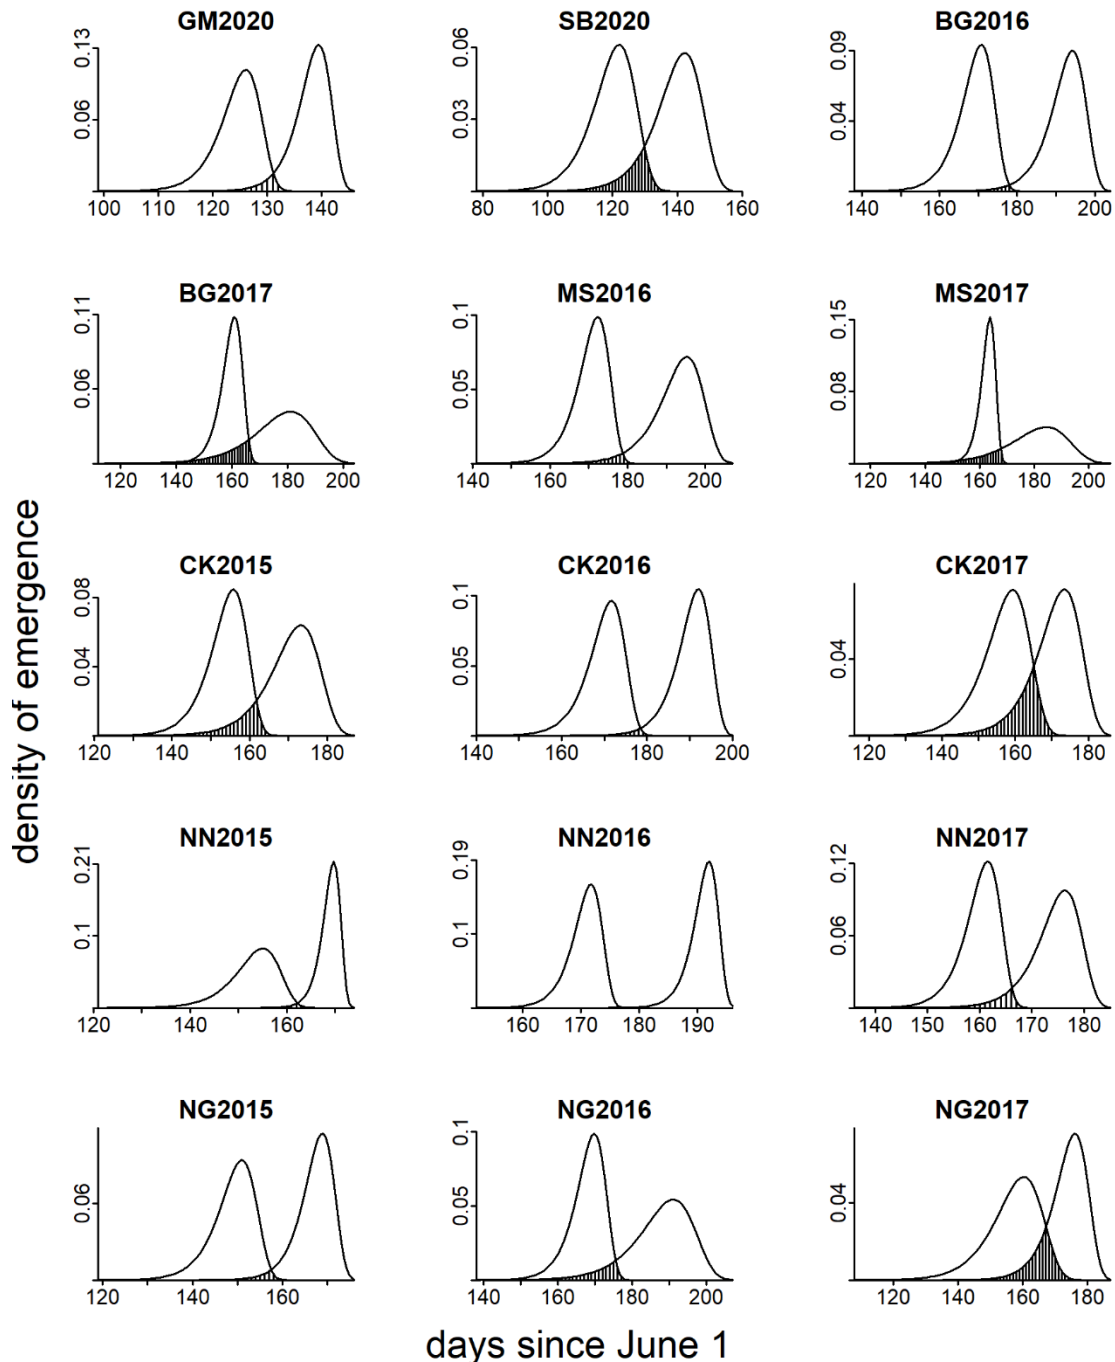 GM2020 SB2020 BG2016
0.13 0.06 0.09
0.06 0.03 0.04
100 110 120 130 140 80 100 120 140 160 140 160 180 200
BG2017 MS2016 MS2017
0.11 0.1 0.15
0.06 0.05 0.08
120 140 160 180 200 140 160 180 200 120 140 160 180 200
density of emergence
CK2015 CK2016 CK2017
0.08 0.1
0.04 0.05 0.04
120 140 160 180 140 160 180 200 120 140 160 180
NN2015 NN2016 NN2017
0.21 0.19 0.12
0.1 0.1 0.06
120 140 160 160 170 180 190 140 150 160 170 180
NG2015 NG2016 NG2017
0.1
0.06 0.05 0.04
120 140 160 140 160 180 200 120 140 160 180
days since June 1